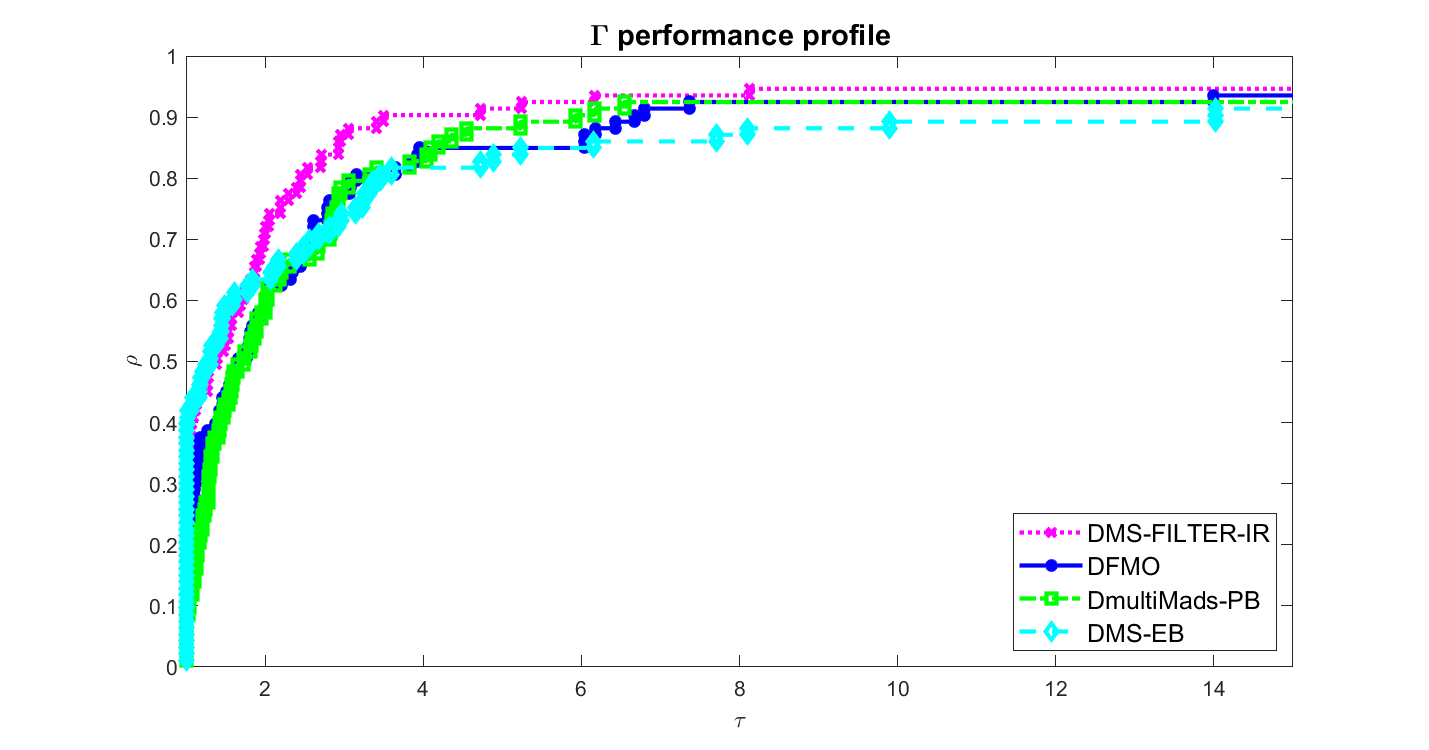 Γ performance profile
1
0.9
0.8
0.7
0.6
0.5
0.4
0.3
0.2
0.1
0
ρ
2 4 6 8 10 12 14
τ
DMS-FILTER-IR
DFMO
DmultiMads-PB
DMS-EB